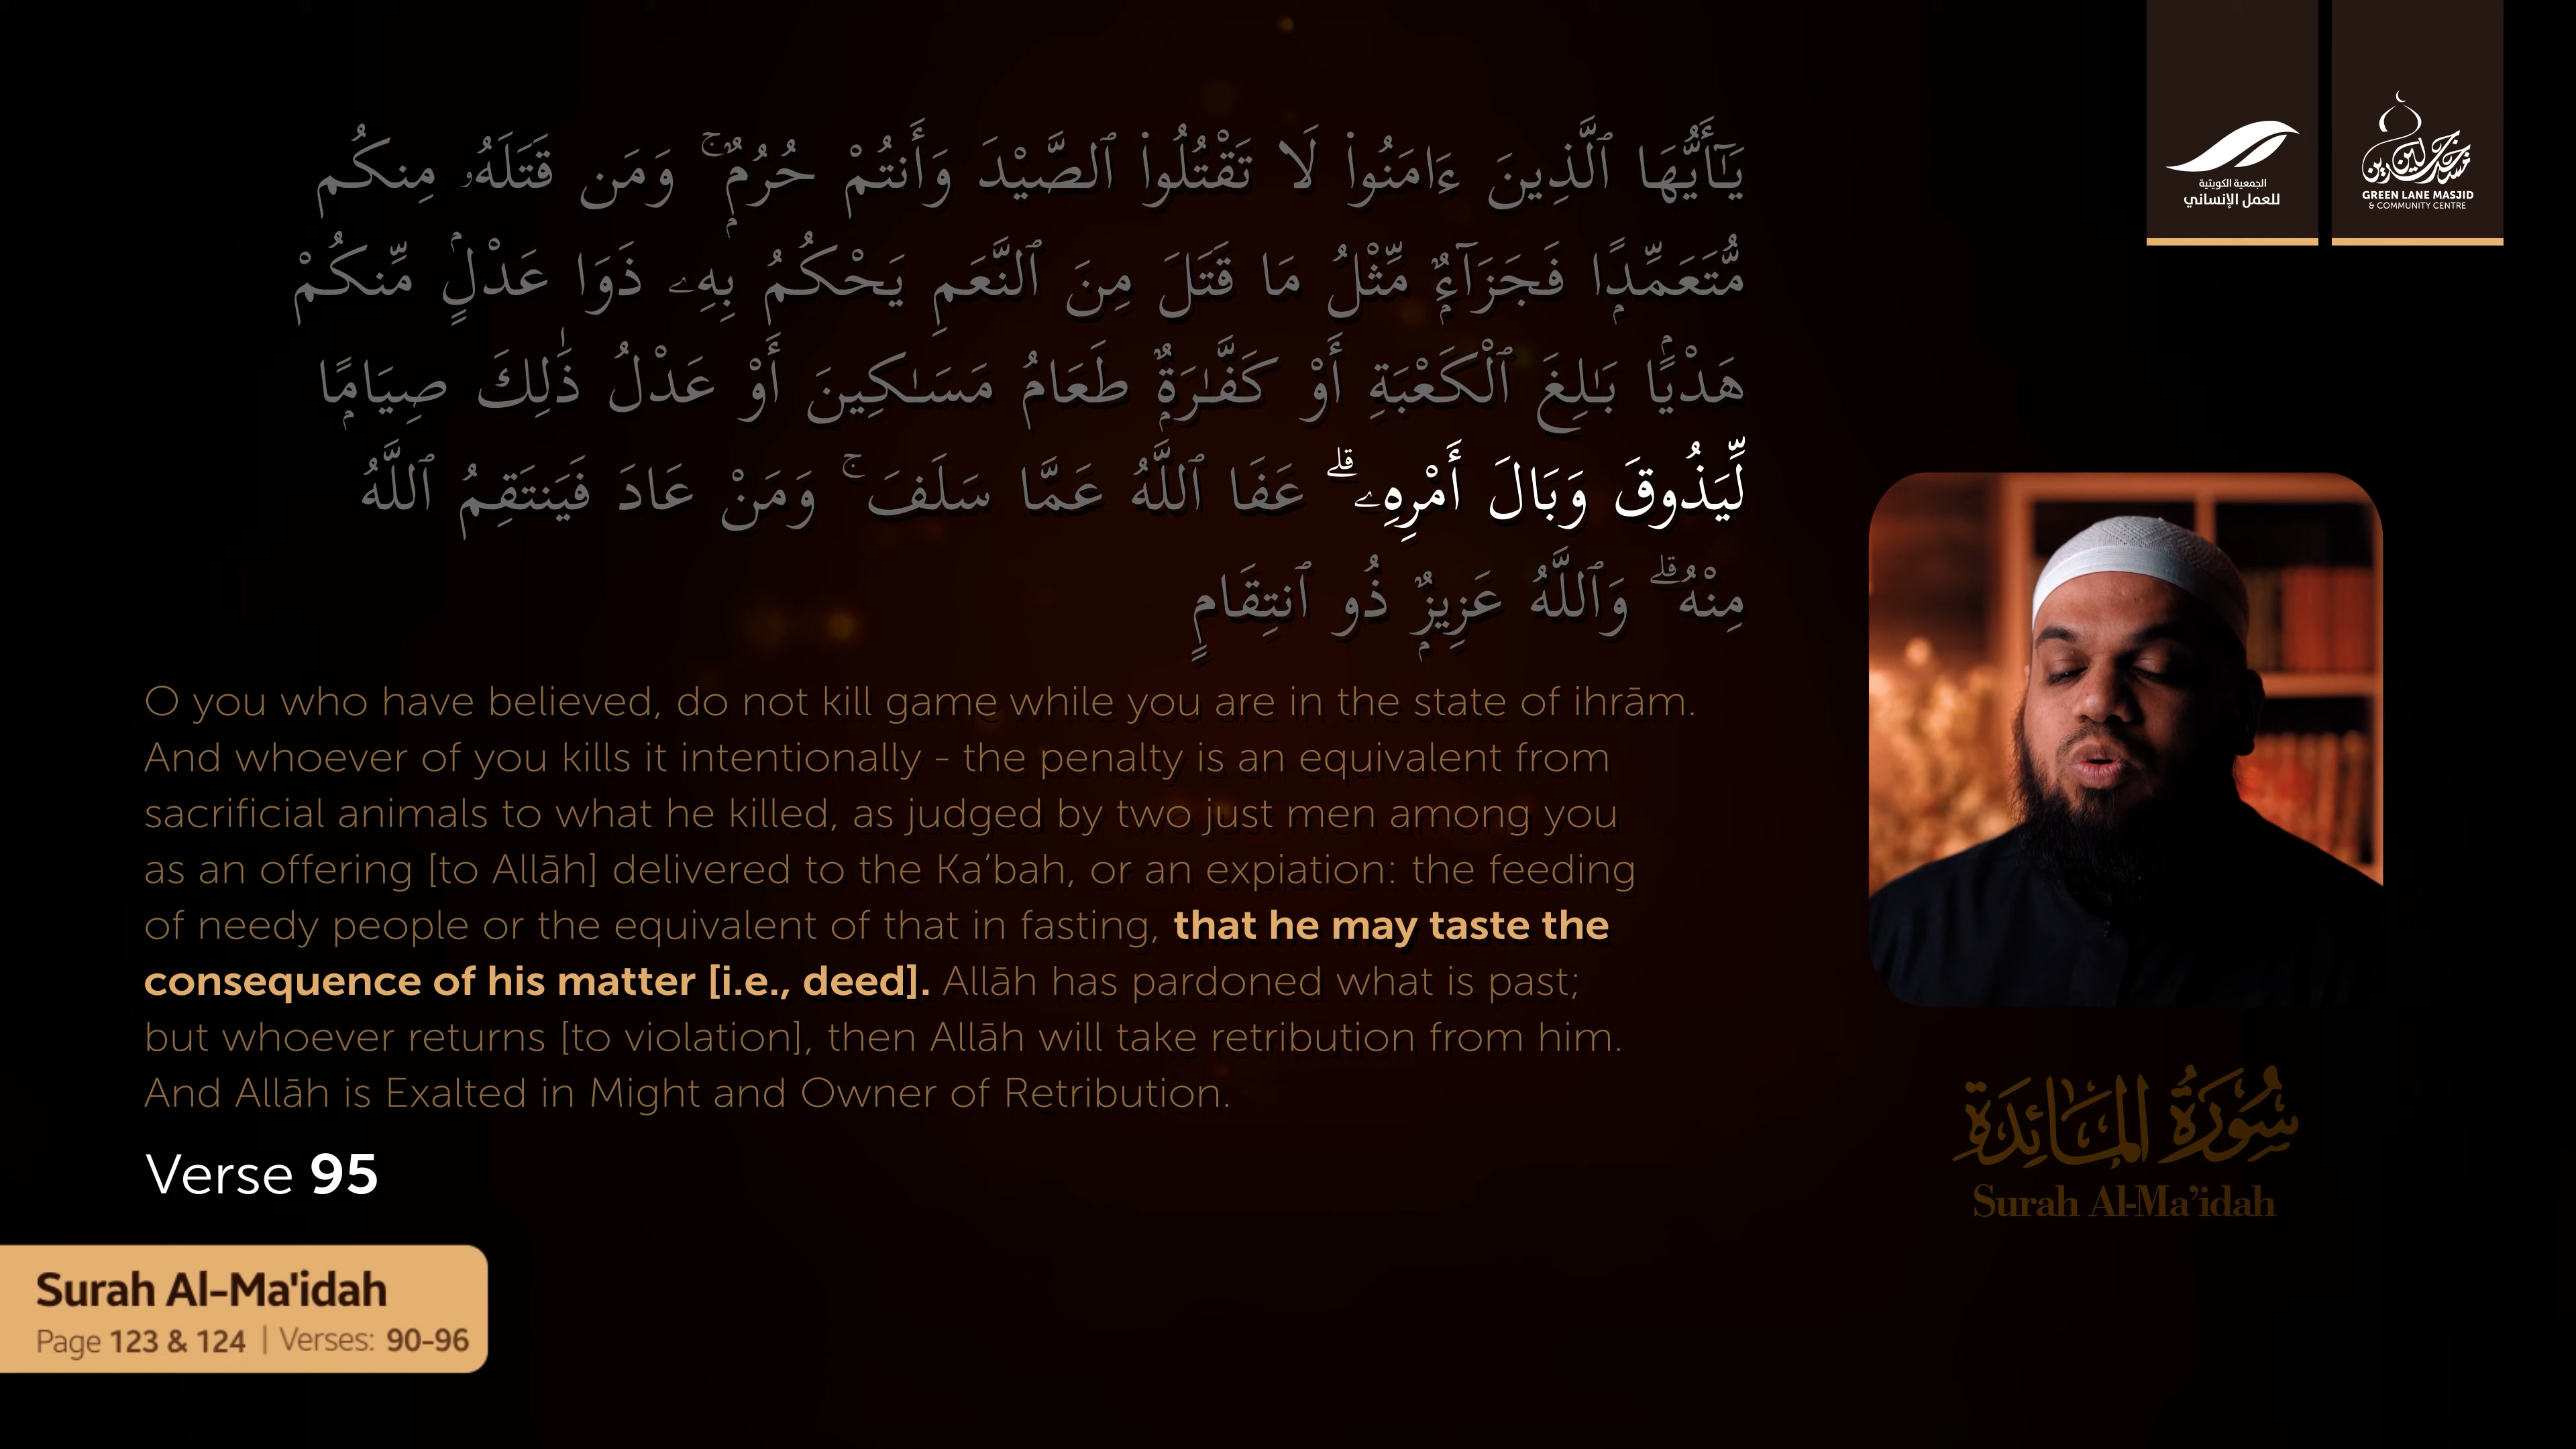 يَـٰٓأَيُّهَا ٱلَّذِينَ ءَامَنُوا۟ لَا تَقْتُلُوا۟ ٱلصَّيْدَ وَأَنتُمْ حُرُمٌۭ ۚ وَمَن قَتَلَهُۥ مِنكُم
مُّتَعَمِّدًۭا فَجَزَآءٌۭ مِّثْلُ مَا قَتَلَ مِنَ ٱلنَّعَمِ يَحْكُمُ بِهِۦ ذَوَا عَدْلٍۢ مِّنكُمْ
هَدْيًۢا بَـٰلِغَ ٱلْكَعْبَةِ أَوْ كَفَّـٰرَةٌۭ طَعَامُ مَسَـٰكِينَ أَوْ عَدْلُ ذَٰلِكَ صِيَامًۭا
لِّيَذُوقَ وَبَالَ أَمْرِهِۦ ۗ عَفَا ٱللَّهُ عَمَّا سَلَفَ ۚ وَمَنْ عَادَ فَيَنتَقِمُ ٱللَّهُ
مِنْهُ ۗ وَٱللَّهُ عَزِيزٌۭ ذُو ٱنتِقَامٍ
O you who have believed, do not kill game while you are in the state of ihrām.
And whoever of you kills it intentionally - the penalty is an equivalent from
sacrificial animals to what he killed, as judged by two just men among you
as an offering [to Allāh] delivered to the Ka’bah, or an expiation: the feeding
of needy people or the equivalent of that in fasting, that he may taste the
consequence of his matter [i.e., deed]. Allāh has pardoned what is past;
but whoever returns [to violation], then Allāh will take retribution from him.
And Allāh is Exalted in Might and Owner of Retribution.
Verse 95
Surah Al-Ma'idah
Page 123 & 124 | Verses: 90-96
الجمعية الكويتية
للعمل الإنساني
GREEN LANE MASJID
& COMMUNITY CENTRE
سُورَةُ المَائِدَةِ
Surah Al-Ma’idah